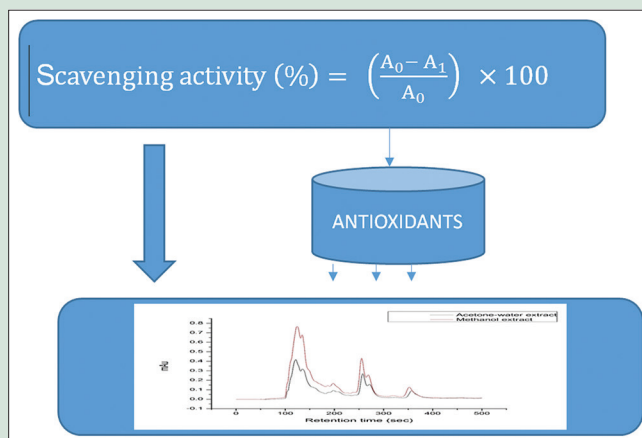 Scavenging activity (%) = (A₀ − A₁ / A₀) × 100
ANTIOXIDANTS
Acetone-water extract
Methanol extract
0.8
0.7
0.6
0.5
0.4
0.3
0.2
0.1
0.0
-0.1
mAu
0 100 200 300 400 500
Retention time (sec)